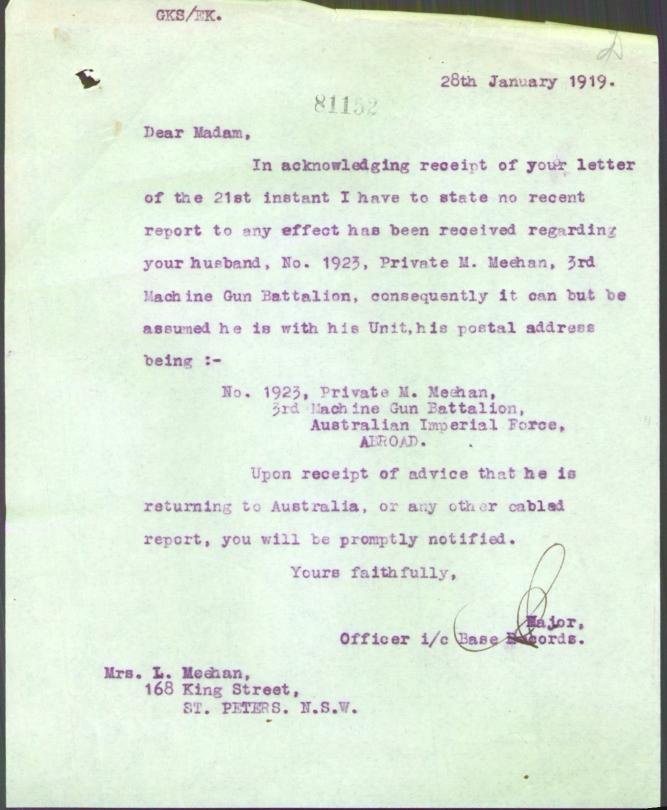 GKS/EK.
28th January 1919.
81152
Dear Madam,
In acknowledging receipt of your letter
of the 21st instant I have to state no recent
report to any effect has been received regarding
your husband, No. 1923, Private M. Meehan, 3rd
Machine Gun Battalion, consequently it can but be
assumed he is with his Unit,his postal address
being :-
No. 1923, Private M. Meehan,
3rd Machine Gun Battalion,
Australian Imperial Force,
ABROAD.
Upon receipt of advice that he is
returning to Australia, or any other cabled
report, you will be promptly notified.
Yours faithfully,
Major,
Officer i/c Base Records.
Mrs. L. Meehan,
168 King Street,
ST. PETERS. N.S.W.